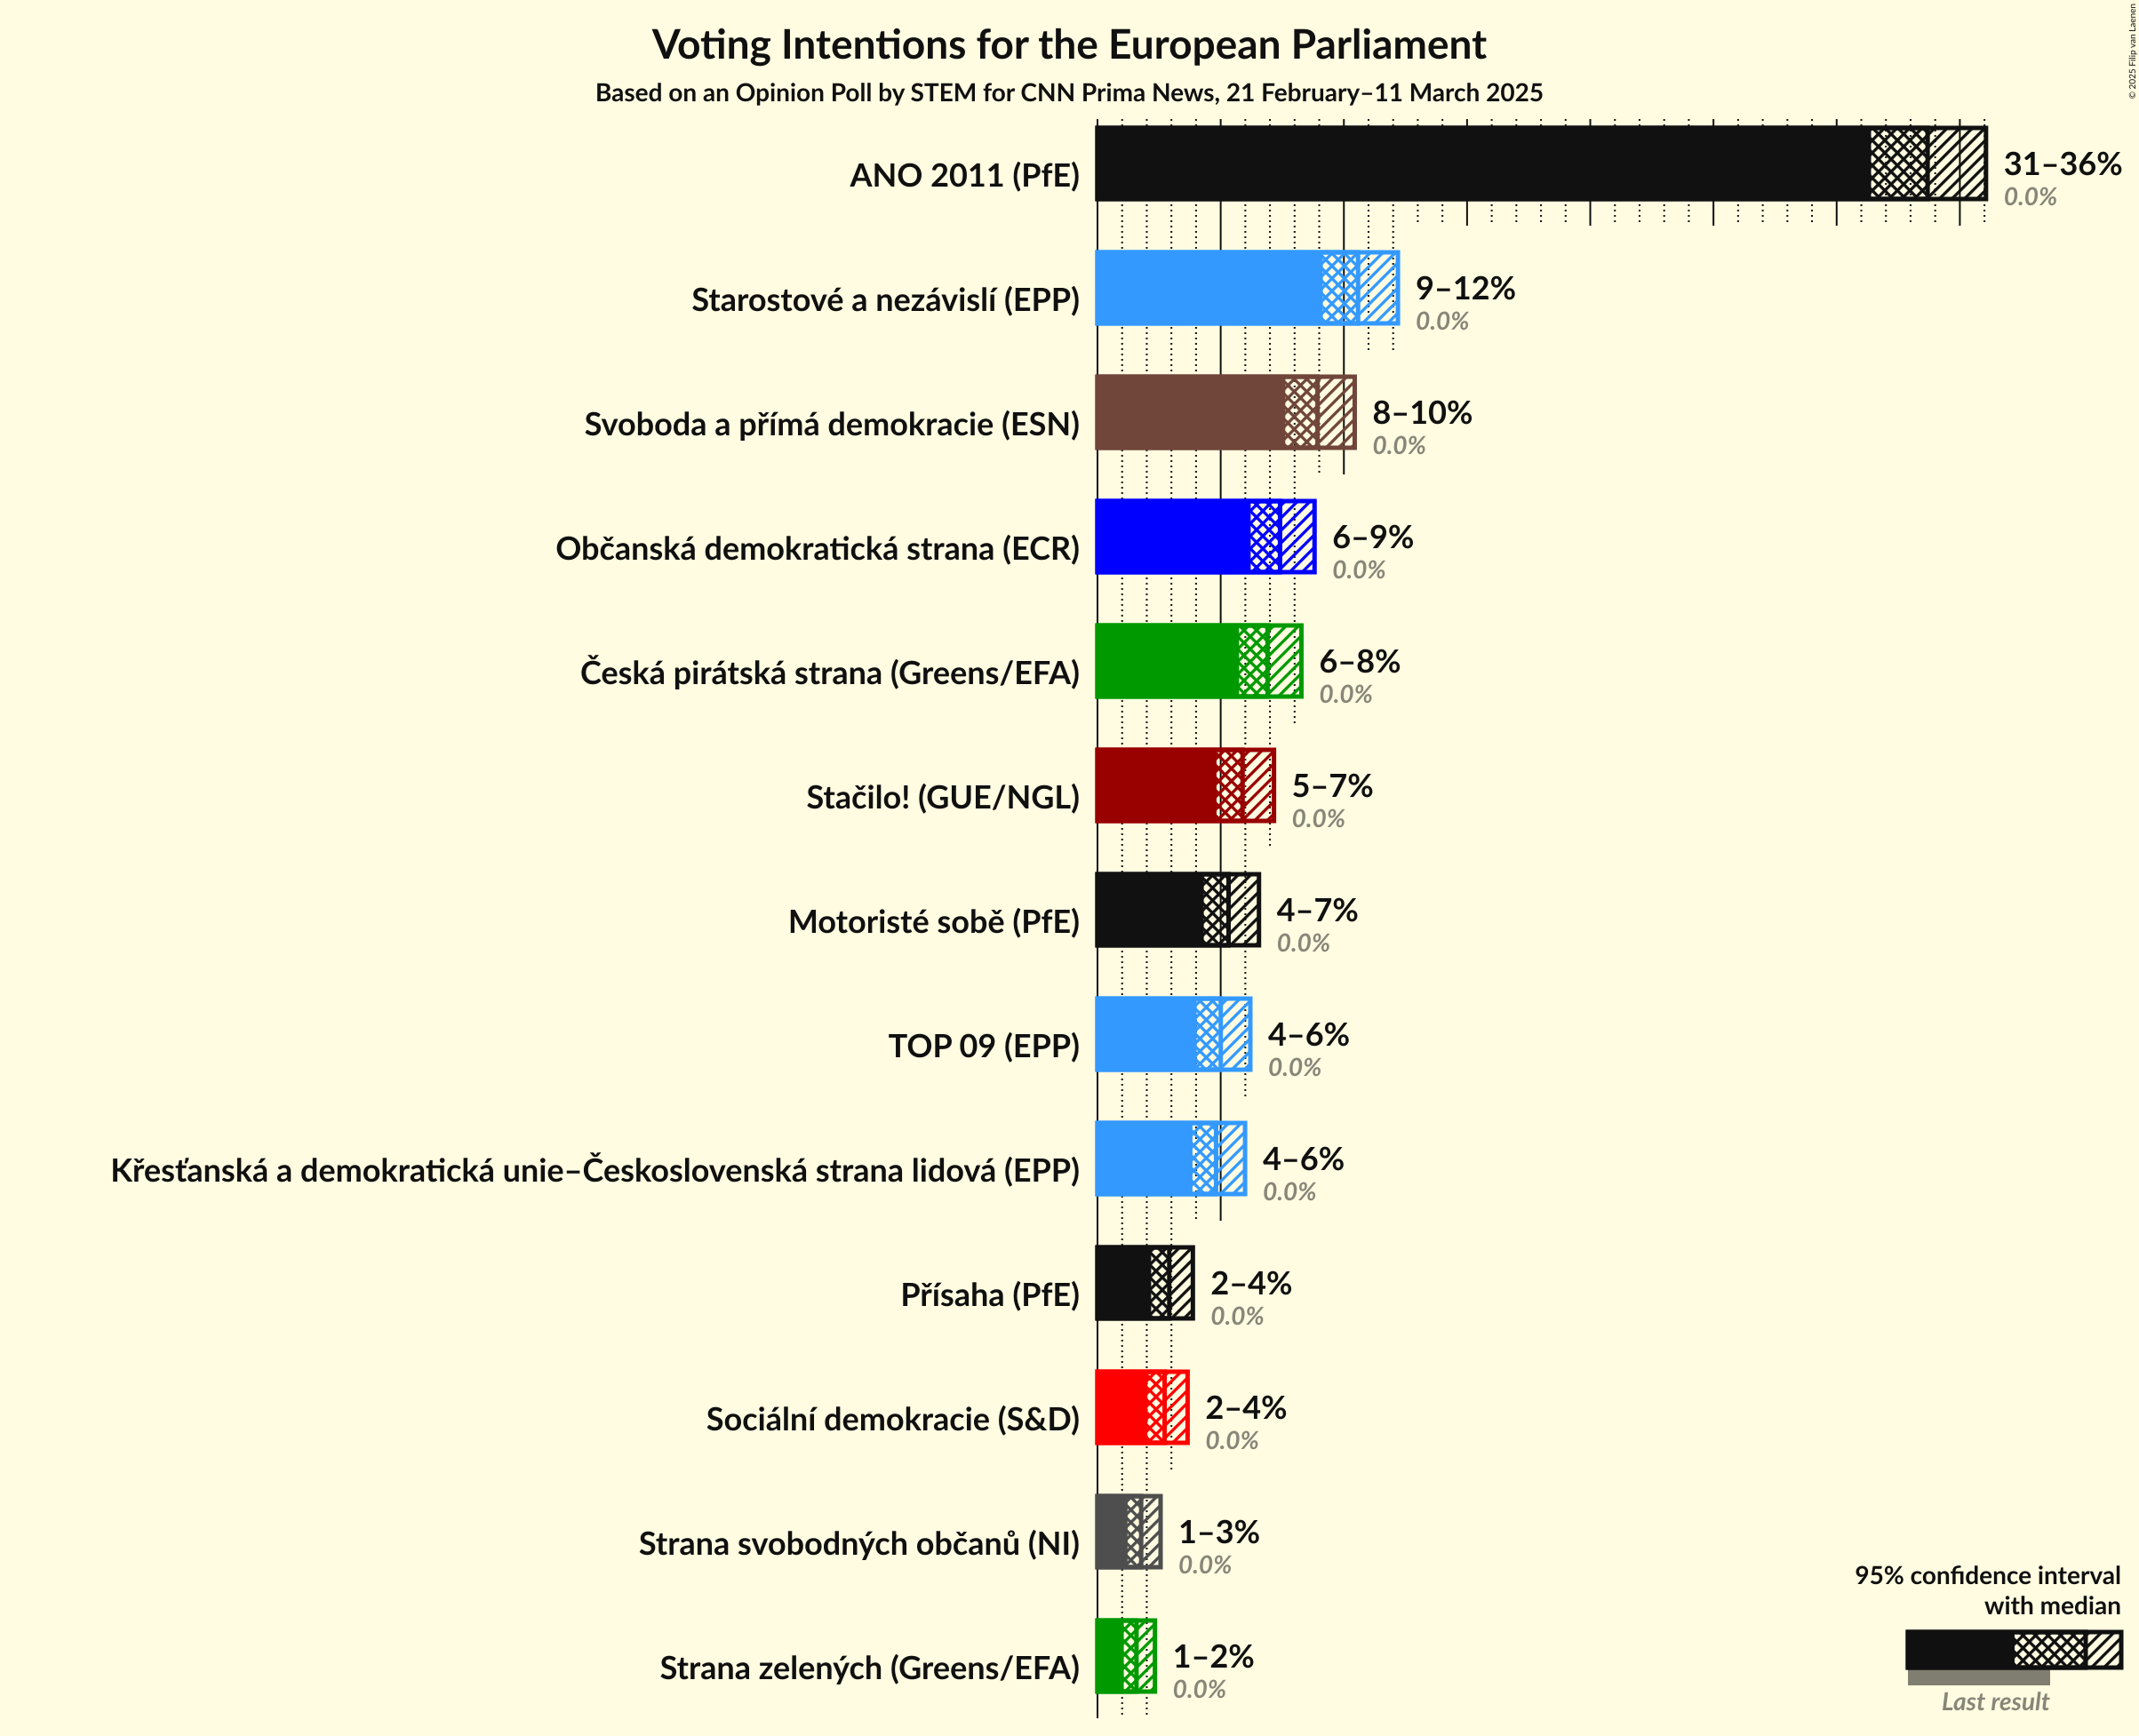 Voting Intentions for the European Parliament
Based on an Opinion Poll by STEM for CNN Prima News, 21 February–11 March 2025
© 2025 Filip van Laenen
ANO 2011 (PfE)
31–36%
0.0%
Starostové a nezávislí (EPP)
9–12%
0.0%
Svoboda a přímá demokracie (ESN)
8–10%
0.0%
Občanská demokratická strana (ECR)
6–9%
0.0%
Česká pirátská strana (Greens/EFA)
6–8%
0.0%
Stačilo! (GUE/NGL)
5–7%
0.0%
Motoristé sobě (PfE)
4–7%
0.0%
TOP 09 (EPP)
4–6%
0.0%
Křesťanská a demokratická unie–Československá strana lidová (EPP)
4–6%
0.0%
Přísaha (PfE)
2–4%
0.0%
Sociální demokracie (S&D)
2–4%
0.0%
Strana svobodných občanů (NI)
1–3%
0.0%
Strana zelených (Greens/EFA)
1–2%
0.0%
95% confidence interval
with median
Last result